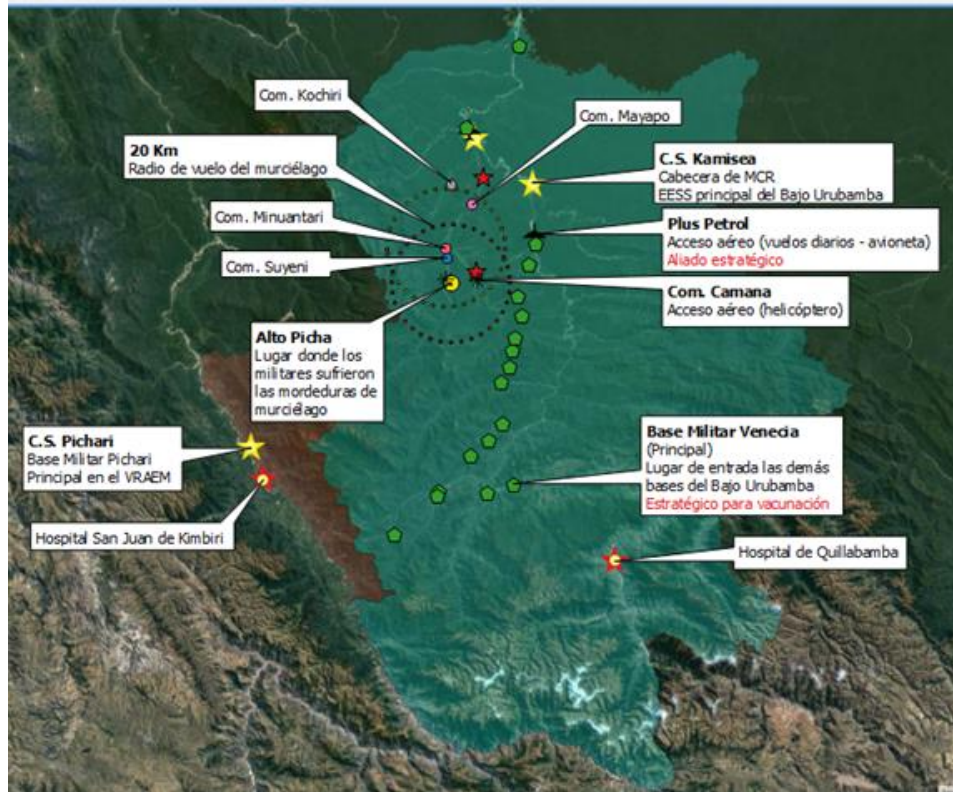 Com. Kochiri
Com. Mayapo
20 Km
Radio de vuelo del murciélago
C.S. Kamisea
Cabecera de MCR
EESS principal del Bajo Urubamba
Com. Minuantari
Plus Petrol
Acceso aéreo (vuelos diarios - avioneta)
Aliado estratégico
Com. Suyeni
Com. Camana
Acceso aéreo (helicóptero)
Alto Picha
Lugar donde los
militares sufrieron
las mordeduras de
murciélago
C.S. Pichari
Base Militar Pichari
Principal en el VRAEM
Base Militar Venecia
(Principal)
Lugar de entrada las demás
bases del Bajo Urubamba
Estratégico para vacunación
Hospital San Juan de Kimbiri
Hospital de Quillabamba